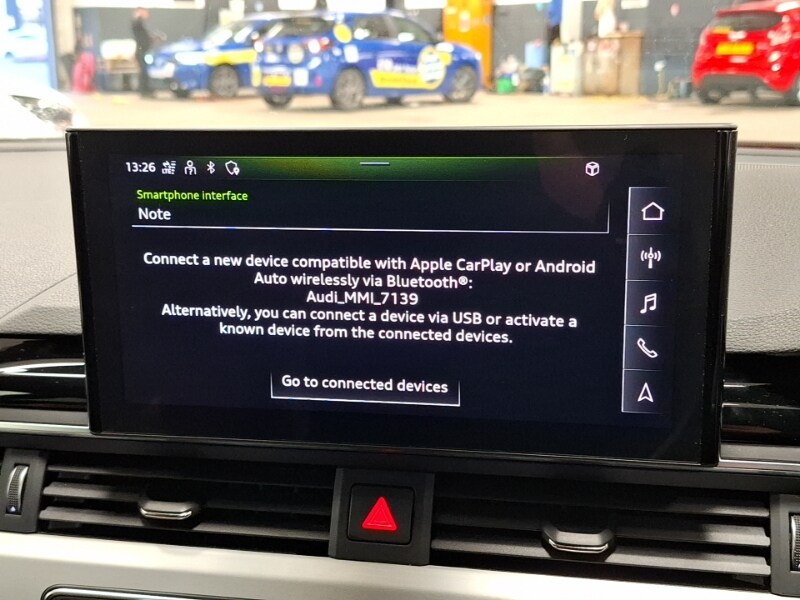 13:26
Smartphone interface
Note
Connect a new device compatible with Apple CarPlay or Android
Auto wirelessly via Bluetooth®:
Audi_MMI_7139
Alternatively, you can connect a device via USB or activate a
known device from the connected devices.
Go to connected devices